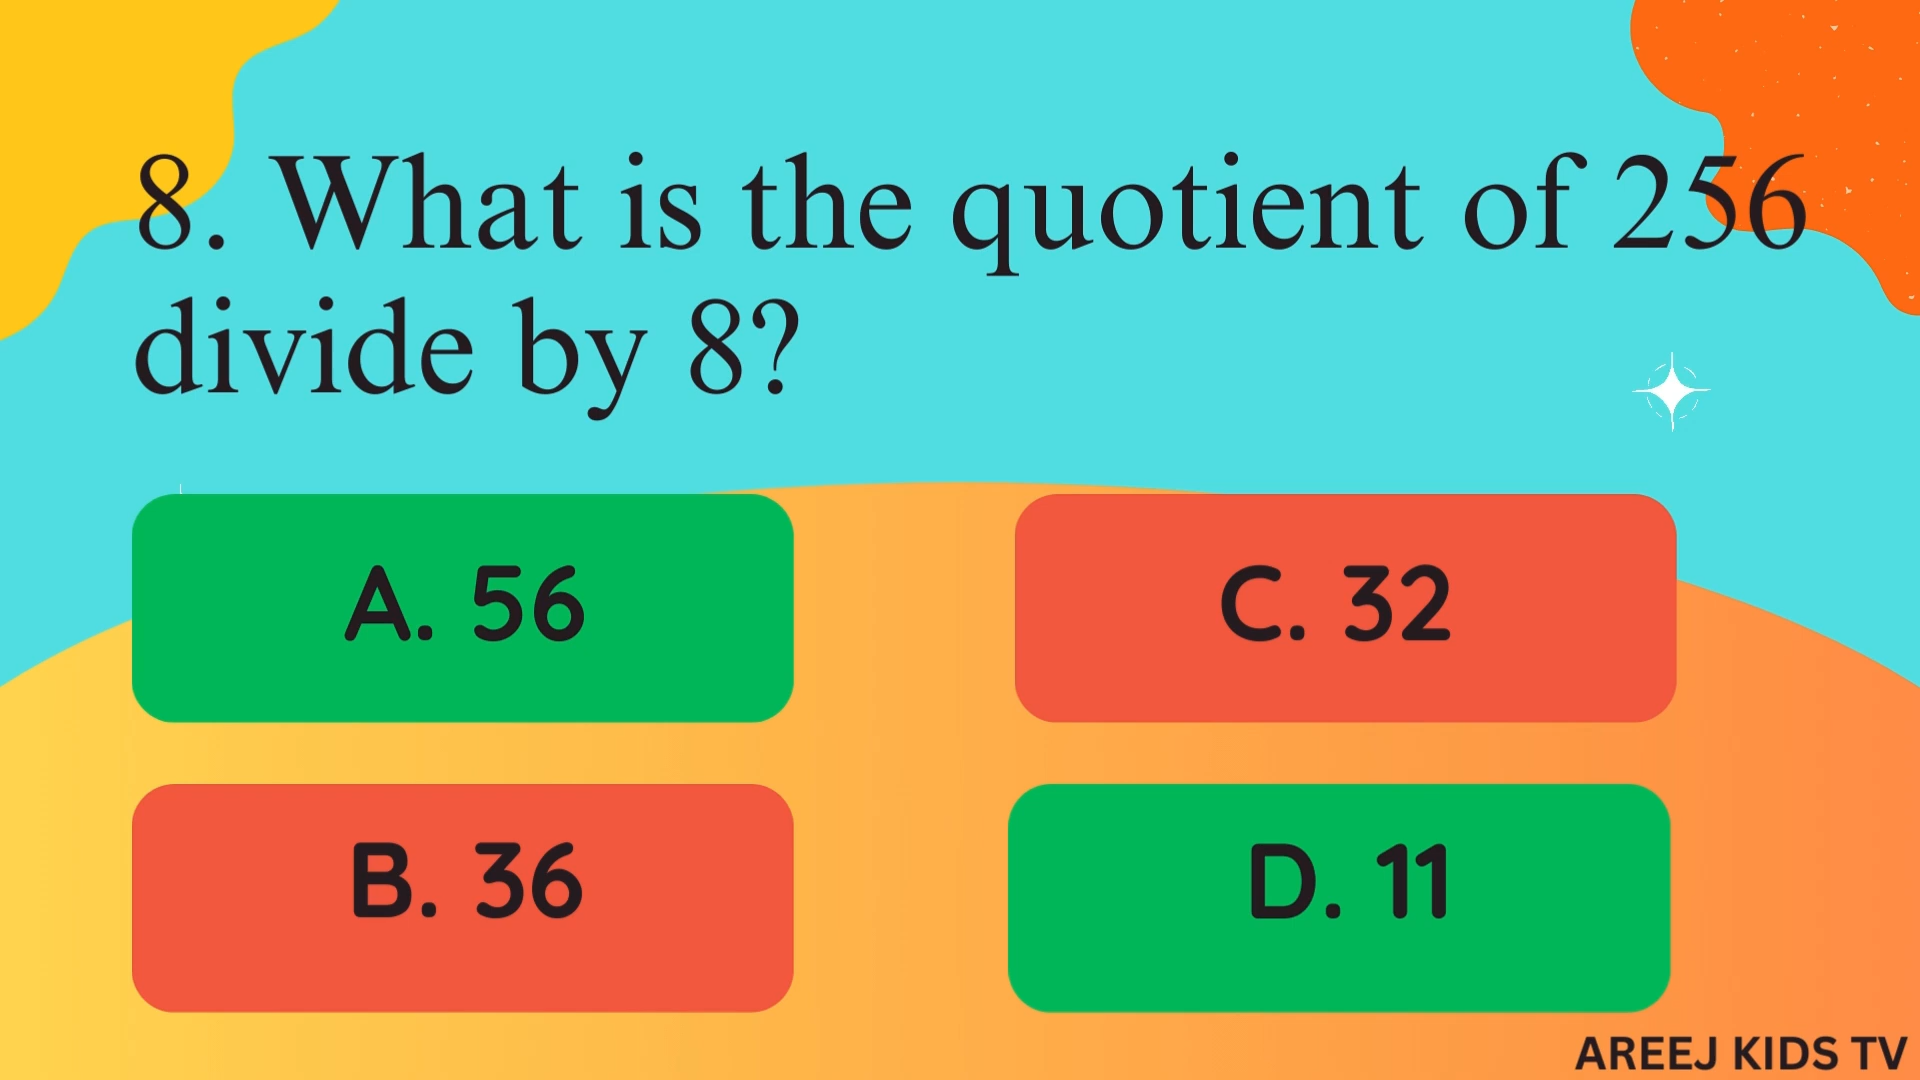 8. What is the quotient of 256
divide by 8?
A. 56
C. 32
B. 36
D. 11
AREEJ KIDS TV